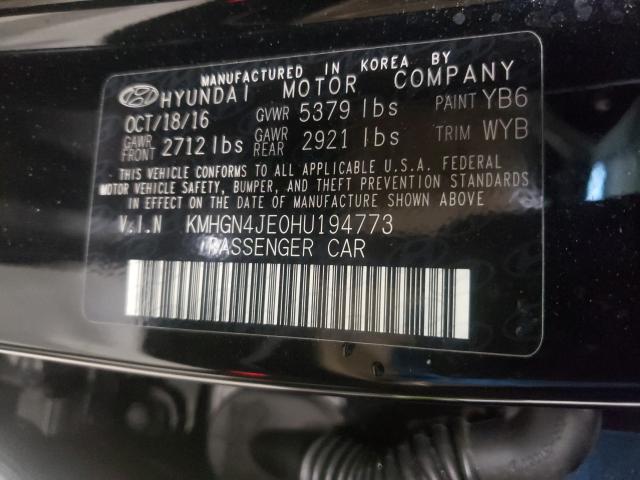 MANUFACTURED IN KOREA BY
HYUNDAI MOTOR COMPANY
OCT/18/16 GVWR 5379 lbs PAINT YB6
GAWR FRONT 2712 lbs GAWR REAR 2921 lbs TRIM WYB
THIS VEHICLE CONFORMS TO ALL APPLICABLE U.S.A. FEDERAL
MOTOR VEHICLE SAFETY, BUMPER, AND THEFT PREVENTION STANDARDS
IN EFFECT ON THE DATE OF MANUFACTURE SHOWN ABOVE
V.I.N KMHGN4JE0HU194773
PASSENGER CAR